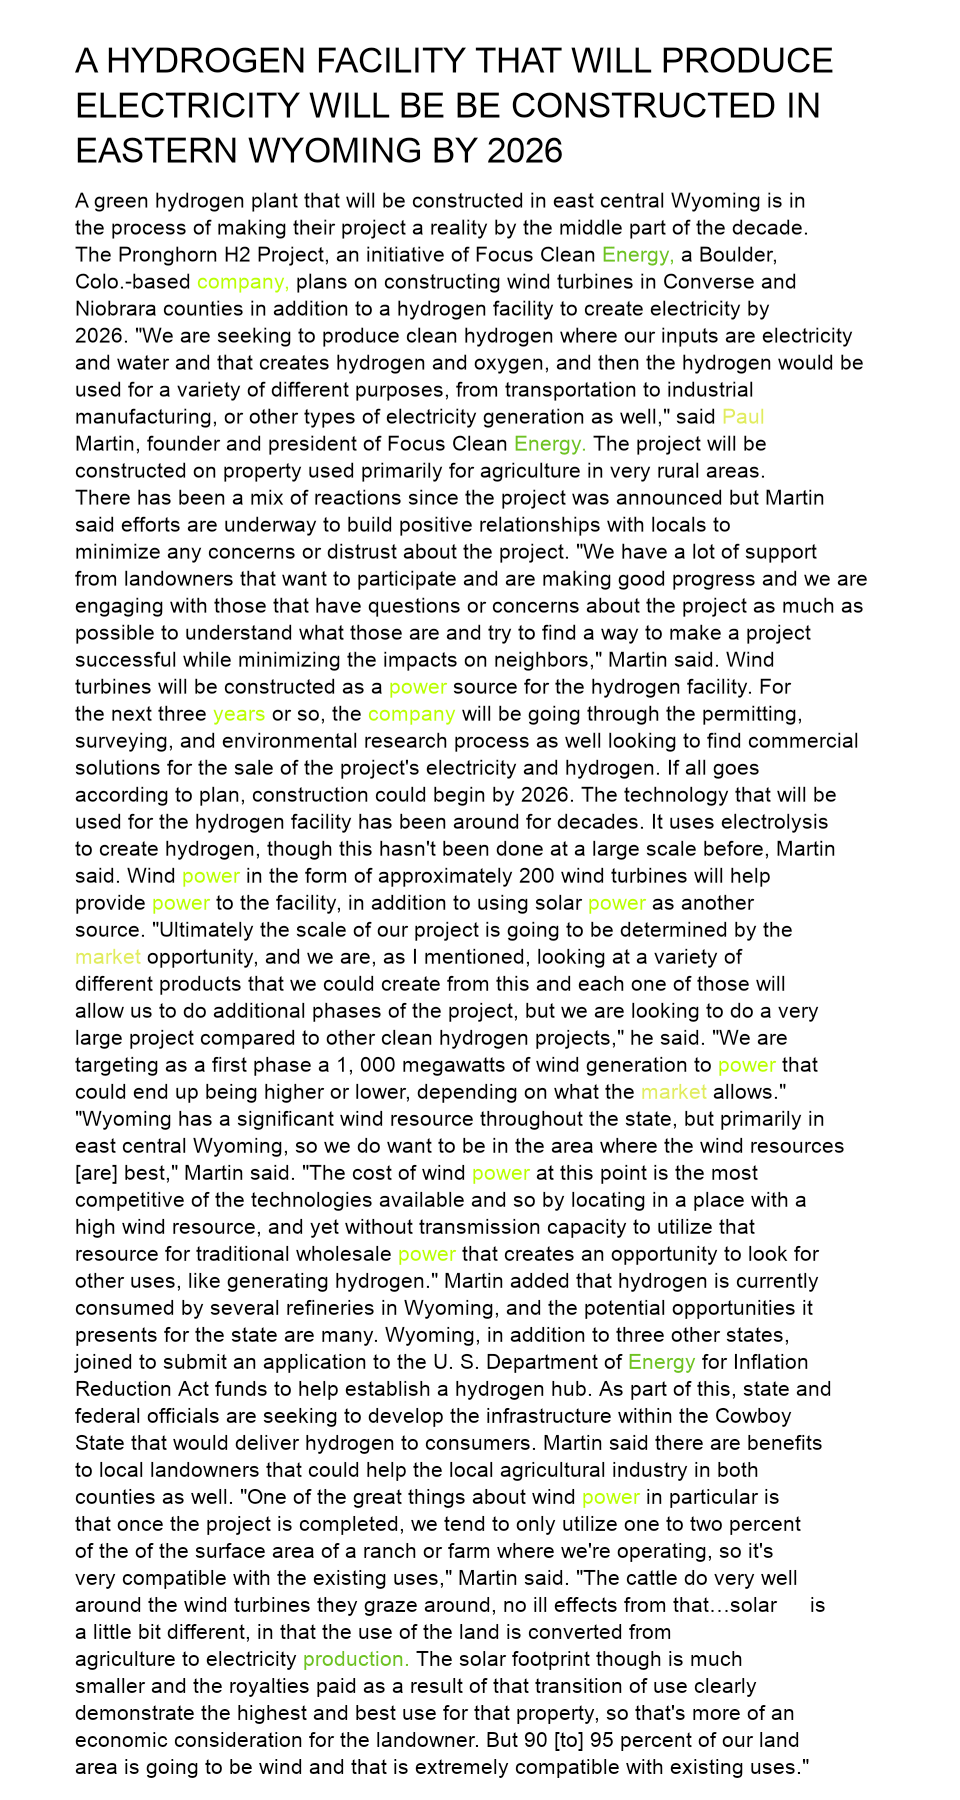 A HYDROGEN FACILITY THAT WILL PRODUCE
ELECTRICITY WILL BE BE CONSTRUCTED IN
EASTERN WYOMING BY 2026
A green hydrogen plant that will be constructed in east central Wyoming is in
the process of making their project a reality by the middle part of the decade.
The Pronghorn H2 Project, an initiative of Focus Clean Energy, a Boulder,
Colo.-based company, plans on constructing wind turbines in Converse and
Niobrara counties in addition to a hydrogen facility to create electricity by
2026. "We are seeking to produce clean hydrogen where our inputs are electricity
and water and that creates hydrogen and oxygen, and then the hydrogen would be
used for a variety of different purposes, from transportation to industrial
manufacturing, or other types of electricity generation as well," said Paul
Martin, founder and president of Focus Clean Energy. The project will be
constructed on property used primarily for agriculture in very rural areas.
There has been a mix of reactions since the project was announced but Martin
said efforts are underway to build positive relationships with locals to
minimize any concerns or distrust about the project. "We have a lot of support
from landowners that want to participate and are making good progress and we are
engaging with those that have questions or concerns about the project as much as
possible to understand what those are and try to find a way to make a project
successful while minimizing the impacts on neighbors," Martin said. Wind
turbines will be constructed as a power source for the hydrogen facility. For
the next three years or so, the company will be going through the permitting,
surveying, and environmental research process as well looking to find commercial
solutions for the sale of the project's electricity and hydrogen. If all goes
according to plan, construction could begin by 2026. The technology that will be
used for the hydrogen facility has been around for decades. It uses electrolysis
to create hydrogen, though this hasn't been done at a large scale before, Martin
said. Wind power in the form of approximately 200 wind turbines will help
provide power to the facility, in addition to using solar power as another
source. "Ultimately the scale of our project is going to be determined by the
market opportunity, and we are, as I mentioned, looking at a variety of
different products that we could create from this and each one of those will
allow us to do additional phases of the project, but we are looking to do a very
large project compared to other clean hydrogen projects," he said. "We are
targeting as a first phase a 1, 000 megawatts of wind generation to power that
could end up being higher or lower, depending on what the market allows."
"Wyoming has a significant wind resource throughout the state, but primarily in
east central Wyoming, so we do want to be in the area where the wind resources
[are] best," Martin said. "The cost of wind power at this point is the most
competitive of the technologies available and so by locating in a place with a
high wind resource, and yet without transmission capacity to utilize that
resource for traditional wholesale power that creates an opportunity to look for
other uses, like generating hydrogen." Martin added that hydrogen is currently
consumed by several refineries in Wyoming, and the potential opportunities it
presents for the state are many. Wyoming, in addition to three other states,
joined to submit an application to the U. S. Department of Energy for Inflation
Reduction Act funds to help establish a hydrogen hub. As part of this, state and
federal officials are seeking to develop the infrastructure within the Cowboy
State that would deliver hydrogen to consumers. Martin said there are benefits
to local landowners that could help the local agricultural industry in both
counties as well. "One of the great things about wind power in particular is
that once the project is completed, we tend to only utilize one to two percent
of the of the surface area of a ranch or farm where we're operating, so it's
very compatible with the existing uses," Martin said. "The cattle do very well
around the wind turbines they graze around, no ill effects from that…solar is
a little bit different, in that the use of the land is converted from
agriculture to electricity production. The solar footprint though is much
smaller and the royalties paid as a result of that transition of use clearly
demonstrate the highest and best use for that property, so that's more of an
economic consideration for the landowner. But 90 [to] 95 percent of our land
area is going to be wind and that is extremely compatible with existing uses."